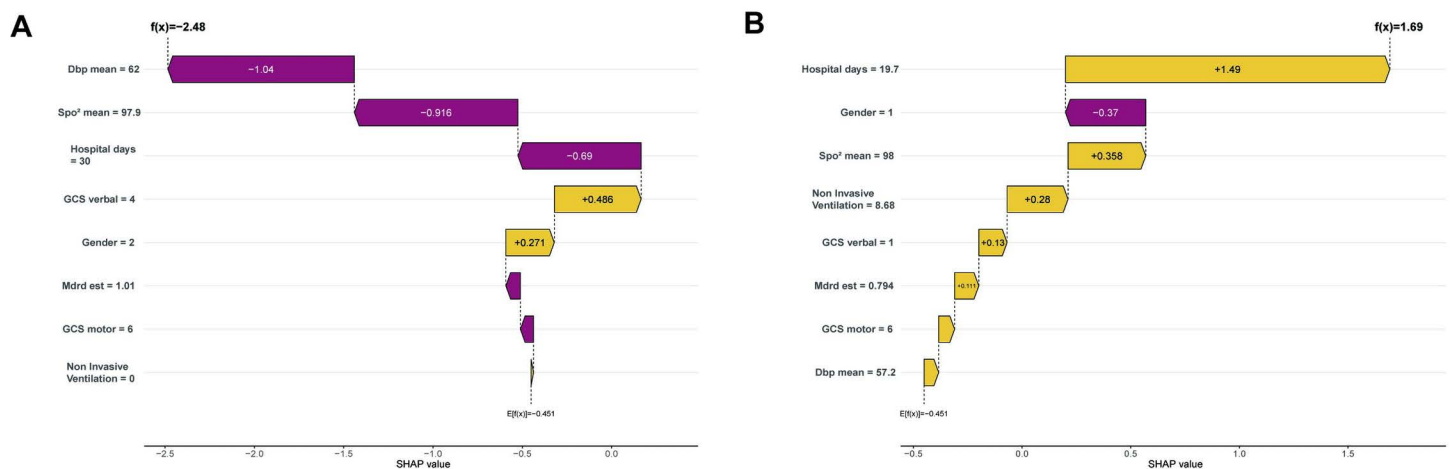 A
f(x)=−2.48
Dbp mean = 62
−1.04
Spo² mean = 97.9
−0.916
Hospital days
= 30
−0.69
GCS verbal = 4
+0.486
Gender = 2
+0.271
Mdrd est = 1.01
GCS motor = 6
Non Invasive
Ventilation = 0
E[f(x)]=−0.451
−2.5 −2.0 −1.5 −1.0 −0.5 0.0
SHAP value
B
f(x)=1.69
Hospital days = 19.7
+1.49
Gender = 1
−0.37
Spo² mean = 98
+0.358
Non Invasive
Ventilation = 8.68
+0.28
GCS verbal = 1
+0.13
Mdrd est = 0.794
+0.111
GCS motor = 6
Dbp mean = 57.2
E[f(x)]=−0.451
−0.5 0.0 0.5 1.0 1.5
SHAP value